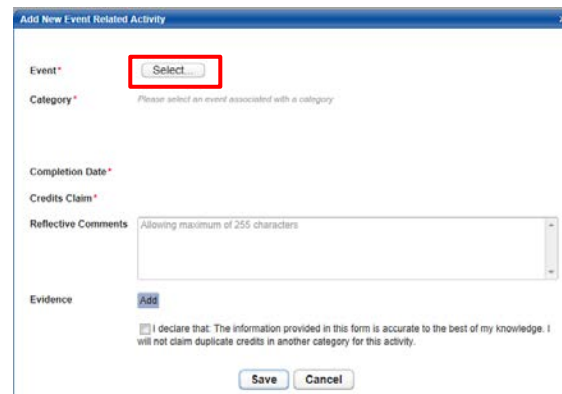 Add New Event Related Activity
Event* Select...
Category* Please select an event associated with a category
Completion Date*
Credits Claim*
Reflective Comments Allowing maximum of 255 characters
Evidence Add
I declare that: The information provided in this form is accurate to the best of my knowledge. I
will not claim duplicate credits in another category for this activity.
Save Cancel